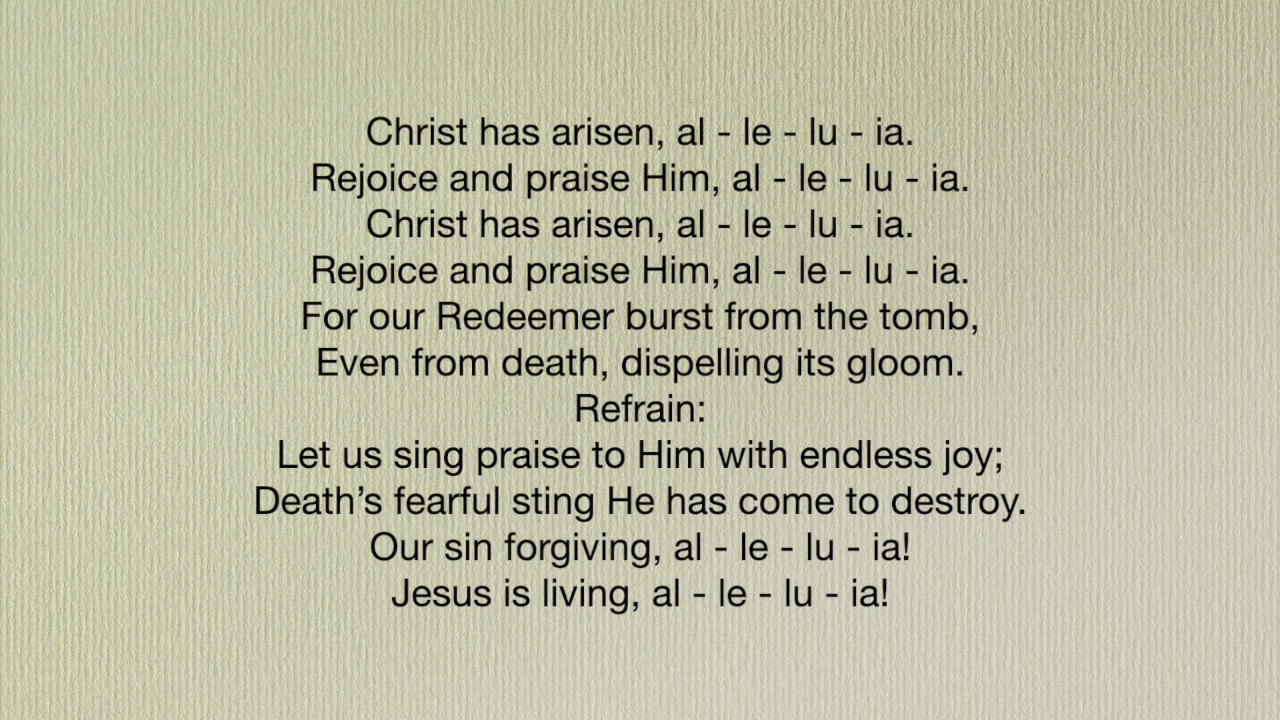 Christ has arisen, al - le - lu - ia.
Rejoice and praise Him, al - le - lu - ia.
Christ has arisen, al - le - lu - ia.
Rejoice and praise Him, al - le - lu - ia.
For our Redeemer burst from the tomb,
Even from death, dispelling its gloom.
Refrain:
Let us sing praise to Him with endless joy;
Death’s fearful sting He has come to destroy.
Our sin forgiving, al - le - lu - ia!
Jesus is living, al - le - lu - ia!